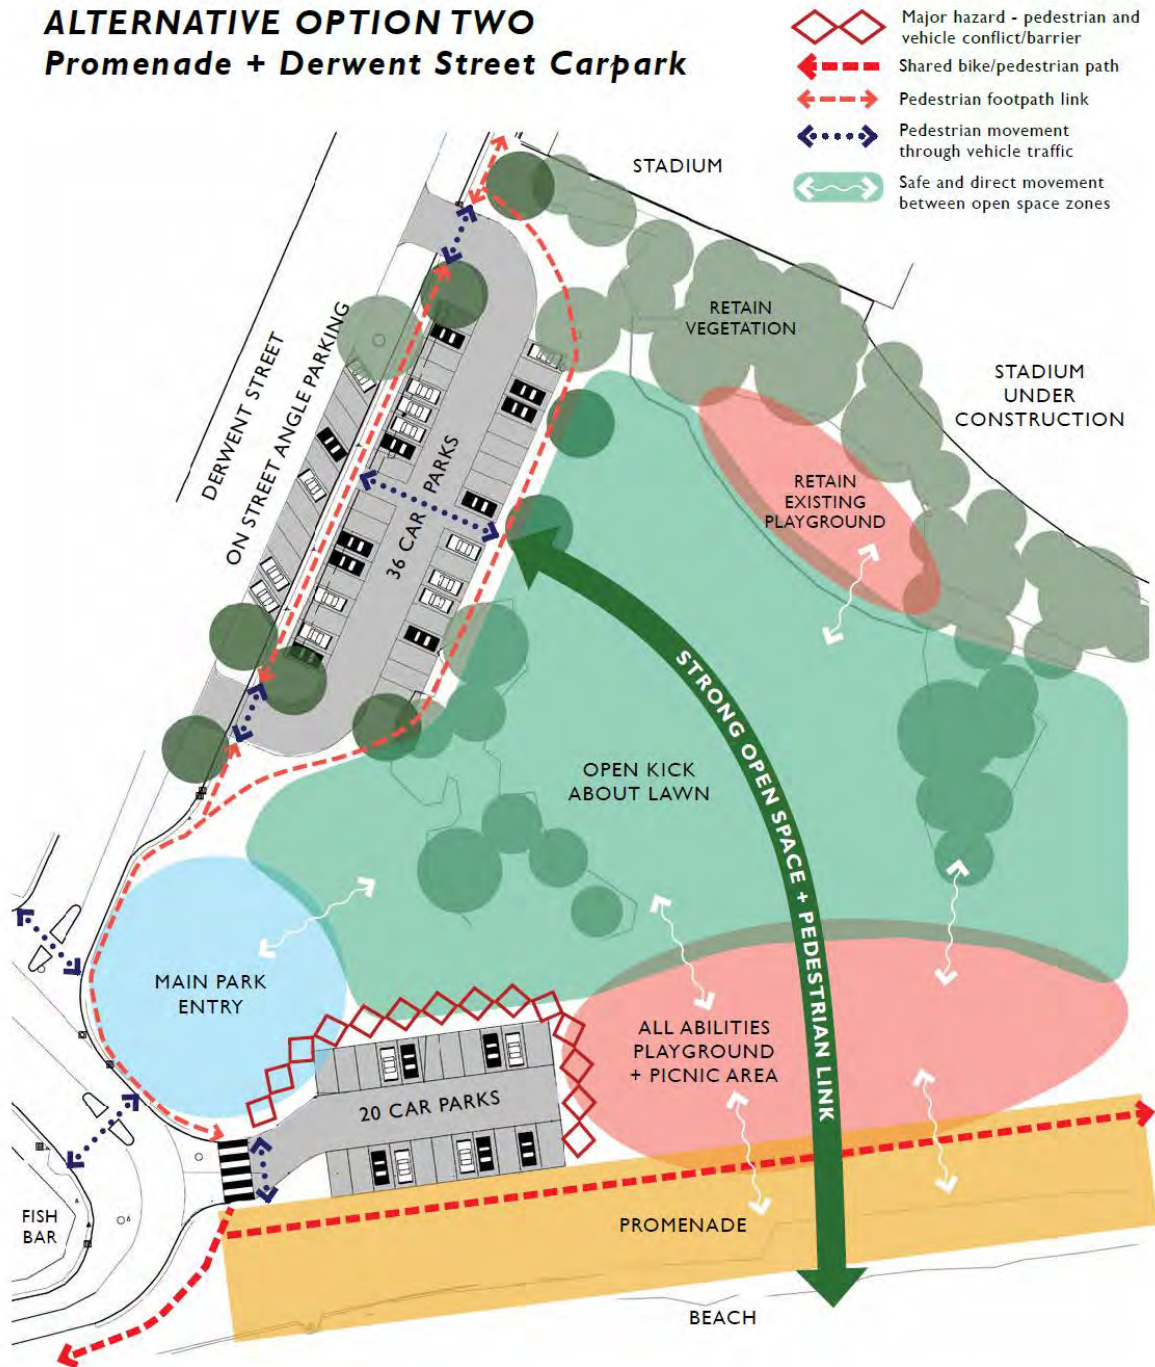 ALTERNATIVE OPTION TWO
Promenade + Derwent Street Carpark
Major hazard - pedestrian and
vehicle conflict/barrier
Shared bike/pedestrian path
Pedestrian footpath link
Pedestrian movement
through vehicle traffic
Safe and direct movement
between open space zones
STADIUM
RETAIN
VEGETATION
STADIUM
UNDER
CONSTRUCTION
DERWENT STREET
ON STREET ANGLE PARKING
36 CAR PARKS
RETAIN
EXISTING
PLAYGROUND
STRONG OPEN SPACE + PEDESTRIAN LINK
OPEN KICK
ABOUT LAWN
MAIN PARK
ENTRY
ALL ABILITIES
PLAYGROUND
+ PICNIC AREA
20 CAR PARKS
FISH
BAR
PROMENADE
BEACH